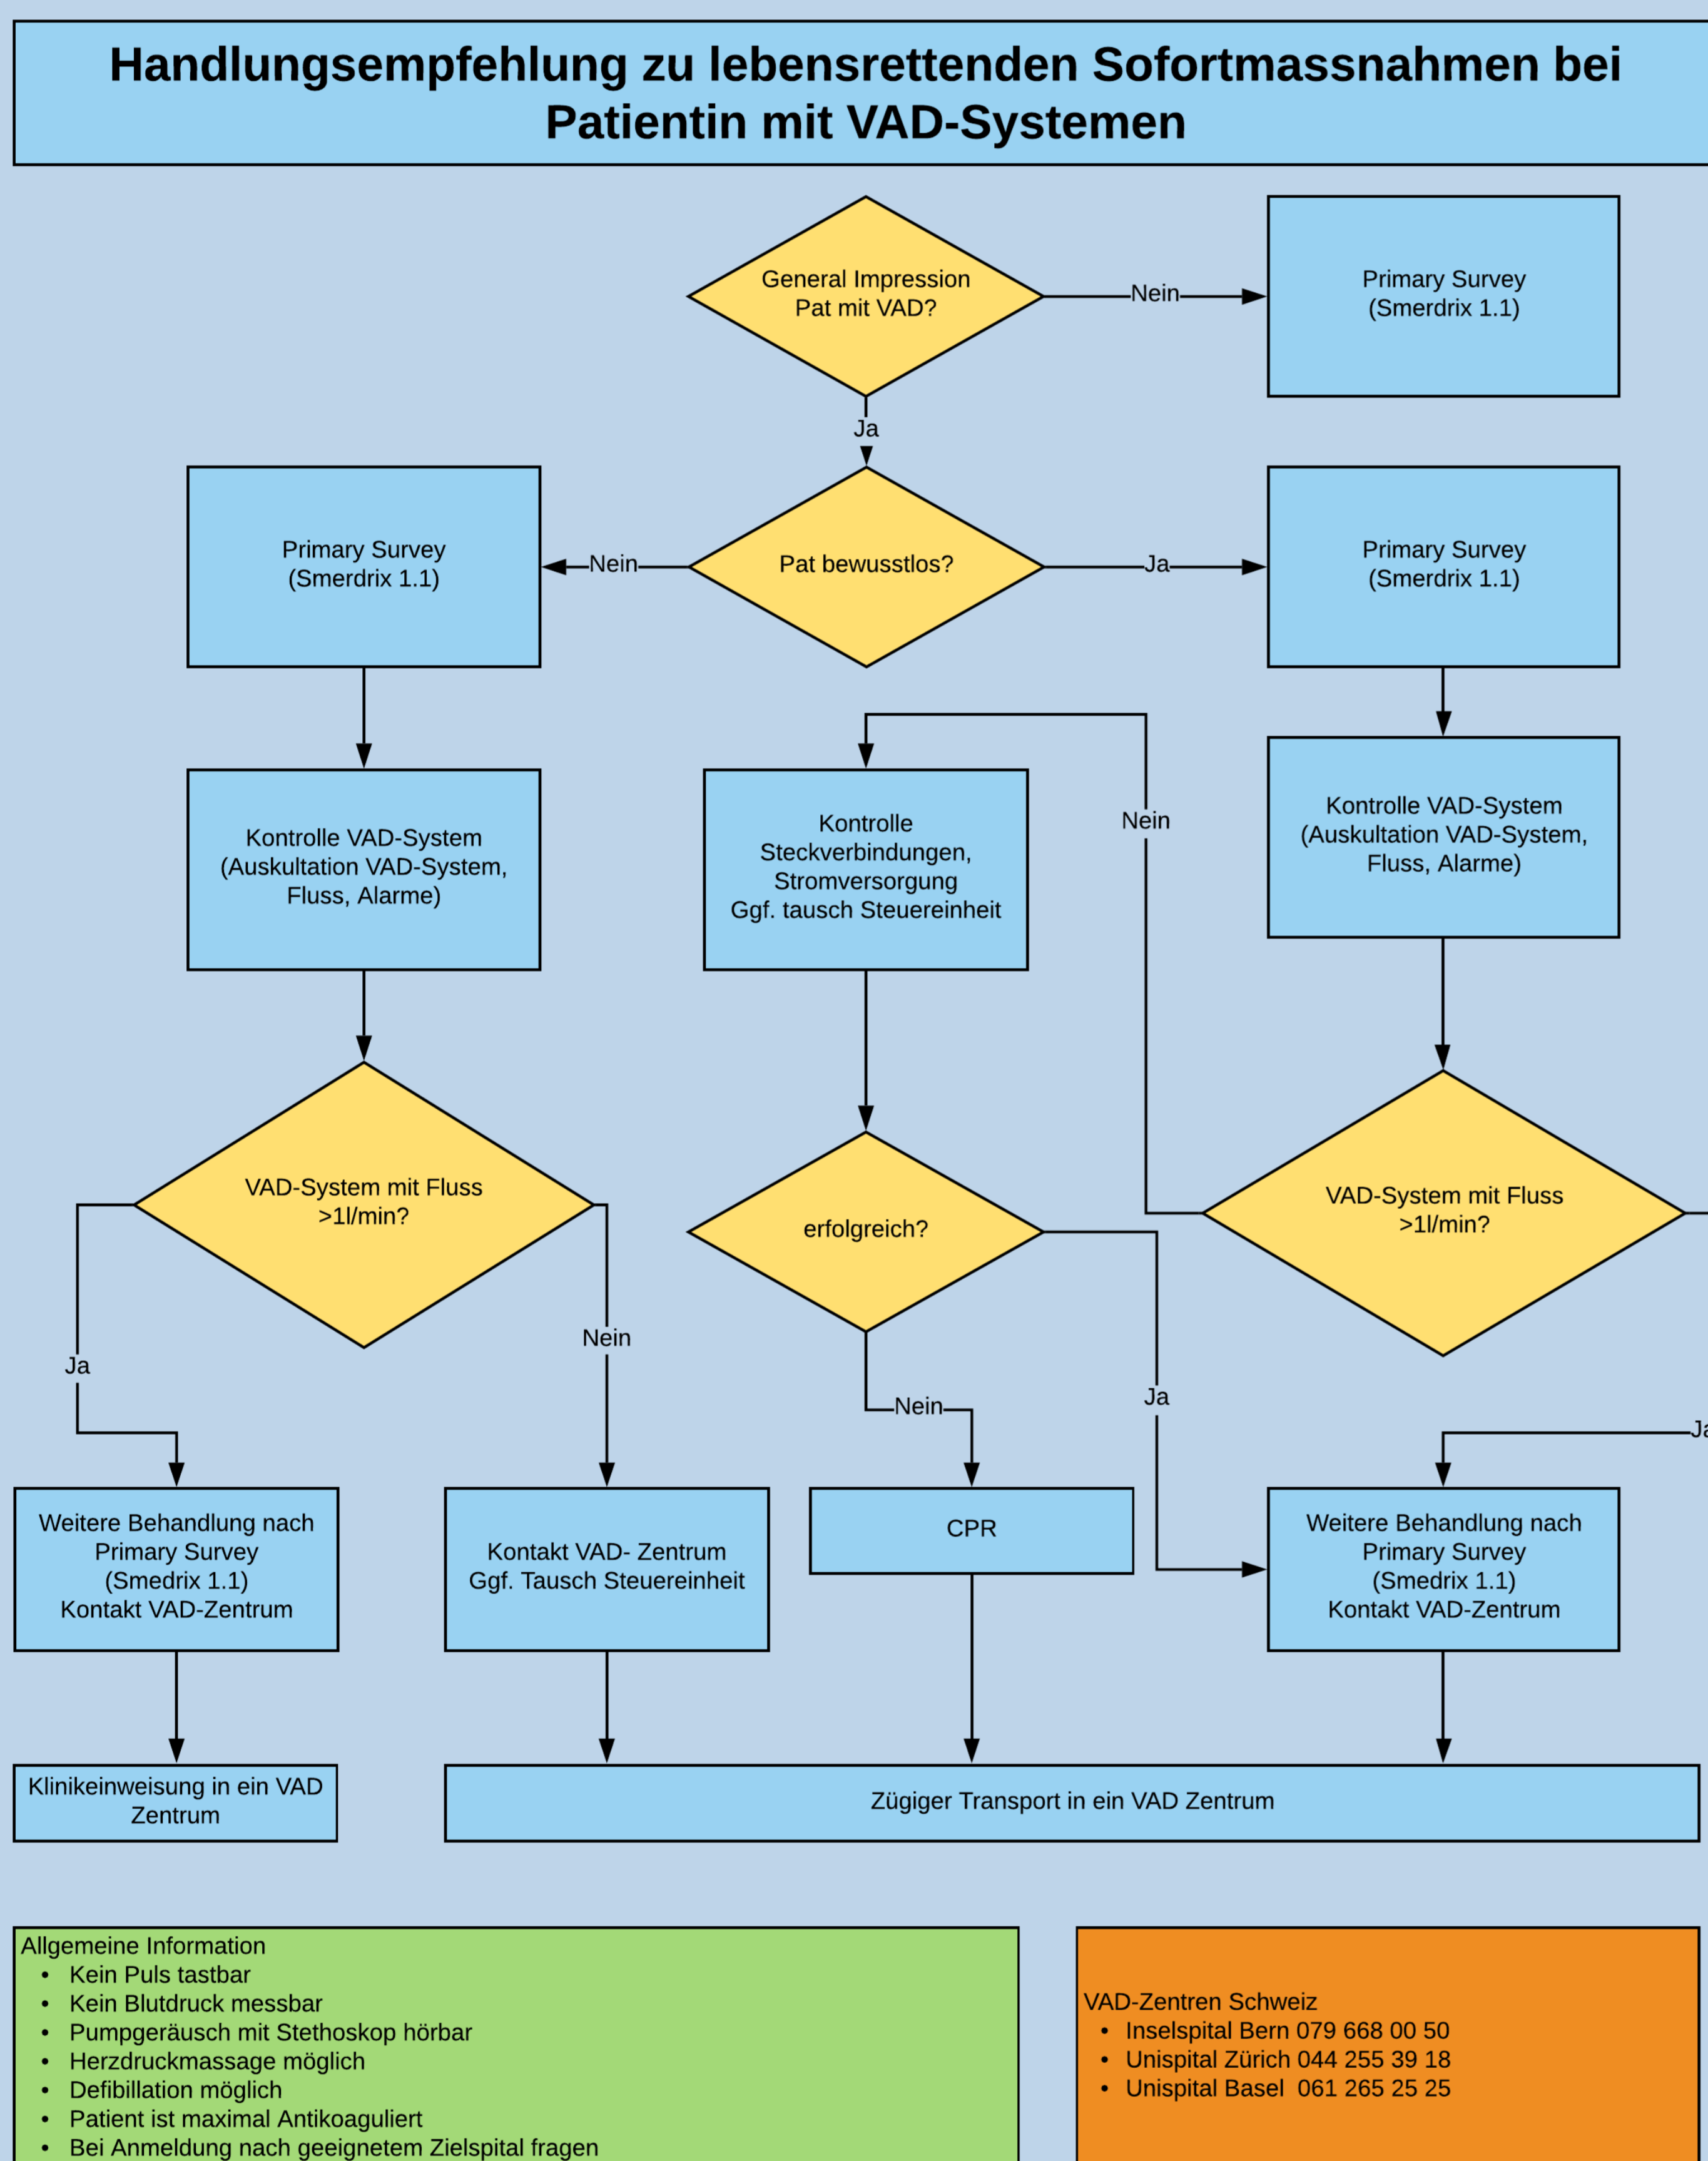 Handlungsempfehlung zu lebensrettenden Sofortmassnahmen bei
Patientin mit VAD-Systemen
General Impression
Pat mit VAD?
Nein
Primary Survey
(Smerdrix 1.1)
Ja
Primary Survey
(Smerdrix 1.1)
Nein
Pat bewusstlos?
Ja
Primary Survey
(Smerdrix 1.1)
Kontrolle VAD-System
(Auskultation VAD-System,
Fluss, Alarme)
Kontrolle
Steckverbindungen,
Stromversorgung
Ggf. tausch Steuereinheit
Nein
Kontrolle VAD-System
(Auskultation VAD-System,
Fluss, Alarme)
VAD-System mit Fluss
>1l/min?
erfolgreich?
VAD-System mit Fluss
>1l/min?
Ja
Nein
Nein
Ja
Ja
Weitere Behandlung nach
Primary Survey
(Smedrix 1.1)
Kontakt VAD-Zentrum
Kontakt VAD- Zentrum
Ggf. Tausch Steuereinheit
CPR
Weitere Behandlung nach
Primary Survey
(Smedrix 1.1)
Kontakt VAD-Zentrum
Klinikeinweisung in ein VAD
Zentrum
Zügiger Transport in ein VAD Zentrum
Allgemeine Information
• Kein Puls tastbar
• Kein Blutdruck messbar
• Pumpgeräusch mit Stethoskop hörbar
• Herzdruckmassage möglich
• Defibillation möglich
• Patient ist maximal Antikoaguliert
• Bei Anmeldung nach geeignetem Zielspital fragen
VAD-Zentren Schweiz
• Inselspital Bern 079 668 00 50
• Unispital Zürich 044 255 39 18
• Unispital Basel  061 265 25 25